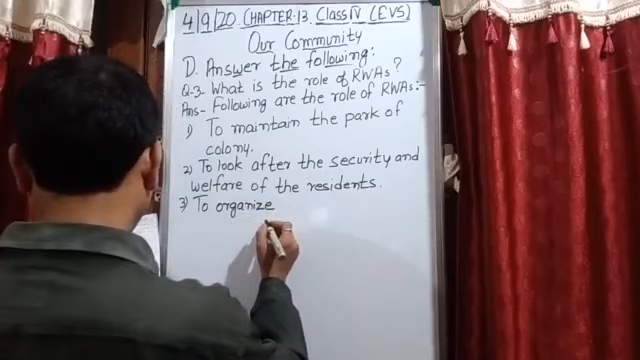 4/9/20 CHAPTER-13. Class IV (EVS)
Our Community
D. Answer the following:
Q.3- What is the role of RWAs?
Ans- Following are the role of RWAs:-
1) To maintain the park of
colony.
2) To look after the security and
welfare of the residents.
3) To organize